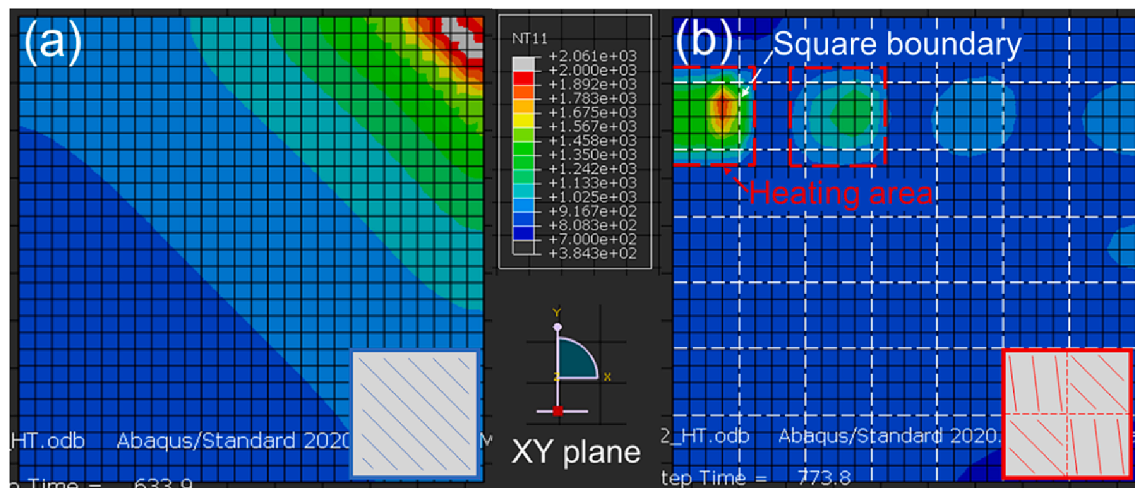 (a)
_HT.odb Abaqus/Standard 2020
p Time = 633.9
NT11
+2.061e+03
+2.000e+03
+1.892e+03
+1.783e+03
+1.675e+03
+1.567e+03
+1.458e+03
+1.350e+03
+1.242e+03
+1.133e+03
+1.025e+03
+9.167e+02
+8.083e+02
+7.000e+02
+3.843e+02
Y
Z X
XY plane
(b)
Square boundary
Heating area
2_HT.odb Abaqus/Standard 2020.
tep Time = 773.8